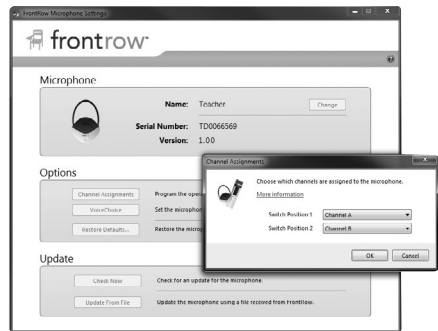 FrontRow Microphone Settings
frontrow
Microphone
Name: Teacher
Change
Serial Number: TD0066569
Version: 1.00
Options
Channel Assignments
Program the ope
VoiceChoice
Set the micropho
Restore Defaults...
Restore the micro
Channel Assignments
Choose which channels are assigned to the microphone.
More information
Switch Position 1 Channel A
Switch Position 2 Channel B
OK Cancel
Update
Check Now
Check for an update for the microphone.
Update From File
Update the microphone using a file received from FrontRow.